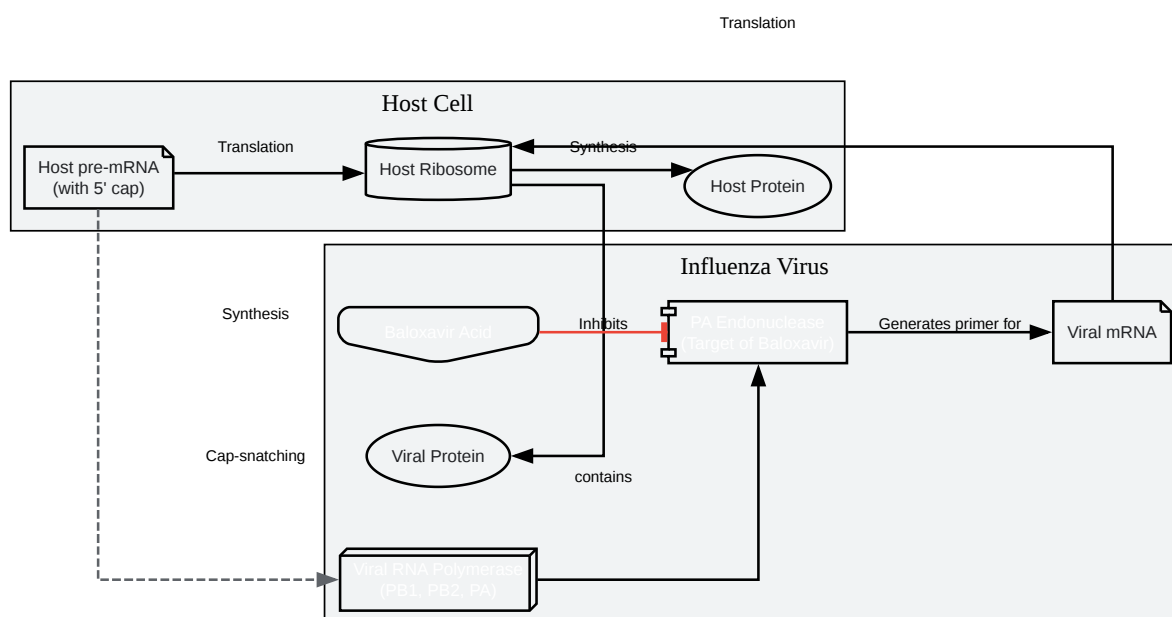 Translation
Host Cell
Translation
Synthesis
Host pre-mRNA
(with 5' cap)
Host Ribosome
Host Protein
Influenza Virus
Synthesis
Baloxavir Acid
Inhibits
PA Endonuclease
(Target of Baloxavir)
Generates primer for
Viral mRNA
Cap-snatching
Viral Protein
contains
Viral RNA Polymerase
(PB1, PB2, PA)